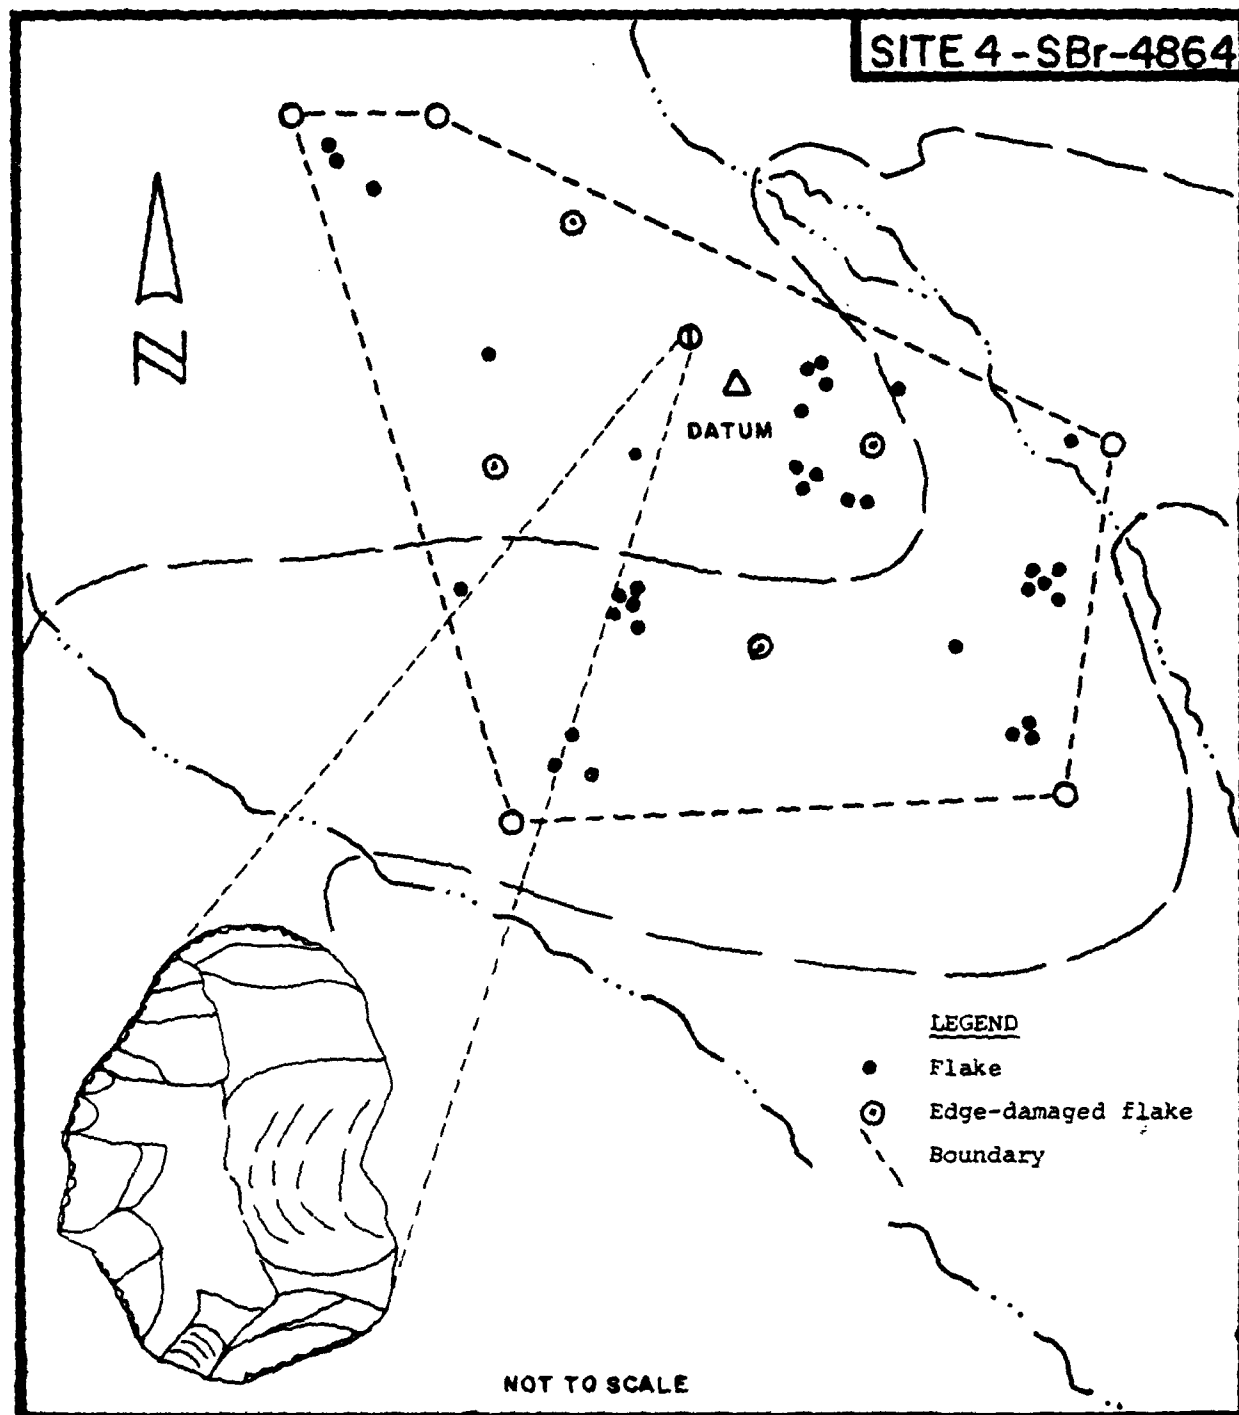 SITE 4-SBr-4864
N
DATUM
LEGEND
Flake
Edge-damaged flake
Boundary
NOT TO SCALE